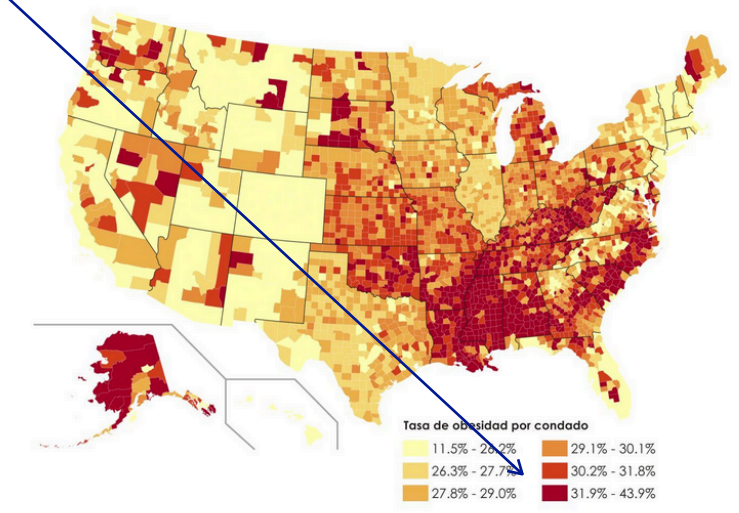 Tasa de obesidad por condado
11.5% - 26.2% 29.1% - 30.1%
26.3% - 27.7% 30.2% - 31.8%
27.8% - 29.0% 31.9% - 43.9%